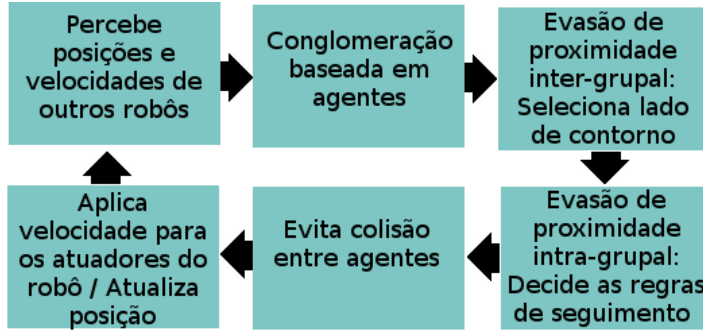 Percebe
posições e
velocidades de
outros robôs
Conglomeração
baseada em
agentes
Evasão de
proximidade
inter-grupal:
Seleciona lado
de contorno
Evasão de
proximidade
intra-grupal:
Decide as regras
de seguimento
Evita colisão
entre agentes
Aplica
velocidade para
os atuadores do
robô / Atualiza
posição